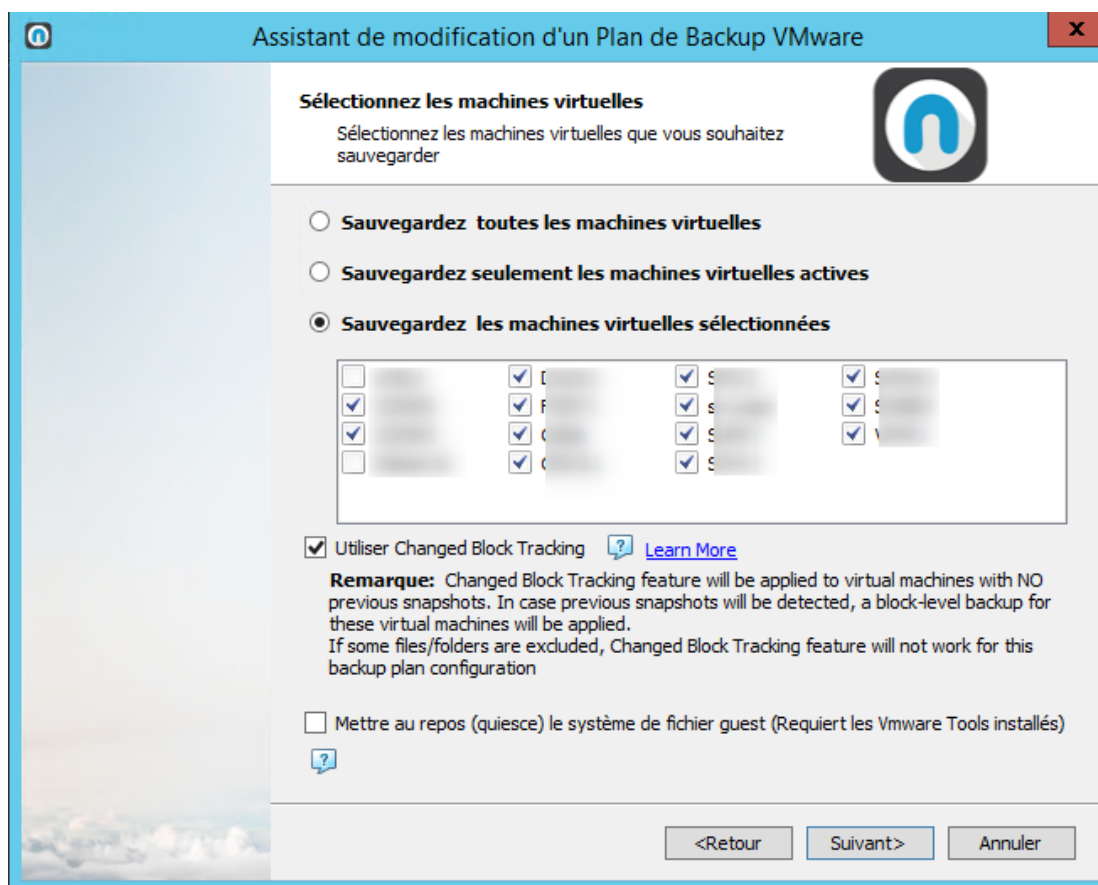 Assistant de modification d'un Plan de Backup VMware
x
Sélectionnez les machines virtuelles
Sélectionnez les machines virtuelles que vous souhaitez
sauvegarder
Sauvegardez toutes les machines virtuelles
Sauvegardez seulement les machines virtuelles actives
Sauvegardez les machines virtuelles sélectionnées
Utiliser Changed Block Tracking ? Learn More
Remarque: Changed Block Tracking feature will be applied to virtual machines with NO
previous snapshots. In case previous snapshots will be detected, a block-level backup for
these virtual machines will be applied.
If some files/folders are excluded, Changed Block Tracking feature will not work for this
backup plan configuration
Mettre au repos (quiesce) le système de fichier guest (Requiert les Vmware Tools installés)
?
<Retour Suivant> Annuler